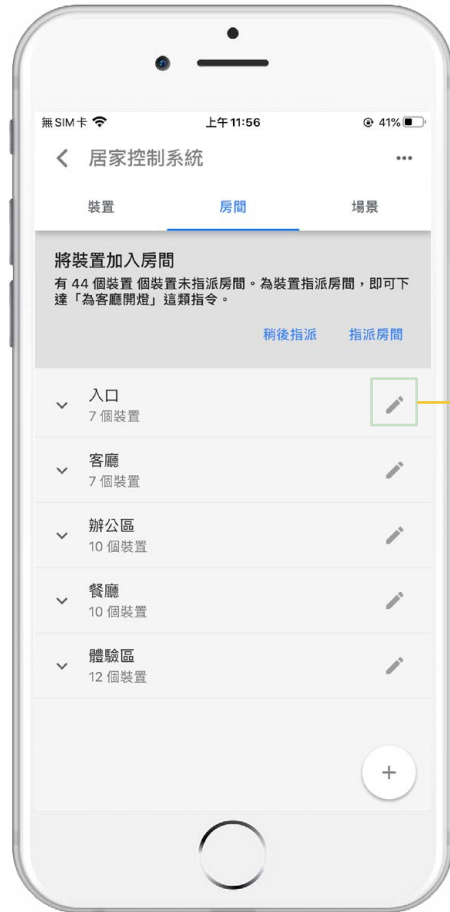 無 SIM 卡 上午 11:56 41%
居家控制系統
裝置 房間 場景
將裝置加入房間
有 44 個裝置 個裝置未指派房間。為裝置指派房間,即可下
達「為客廳開燈」這類指令。
稍後指派 指派房間
入口
7 個裝置
客廳
7 個裝置
辦公區
10 個裝置
餐廳
10 個裝置
體驗區
12 個裝置